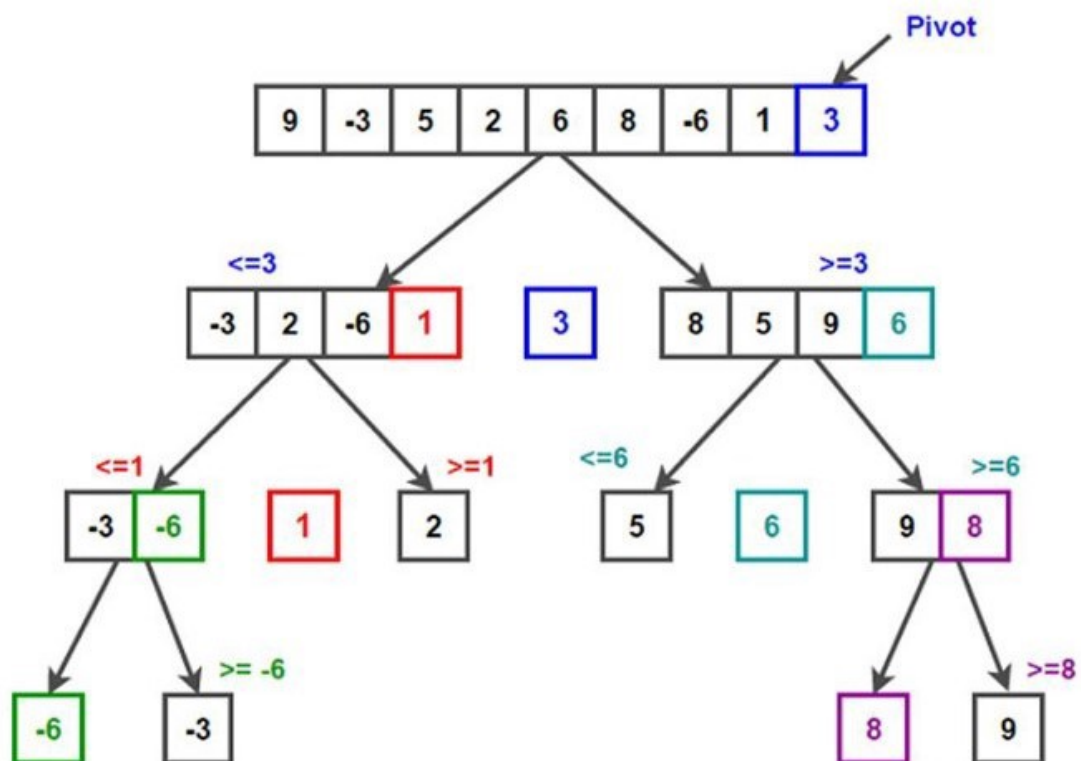 Pivot
9 -3 5 2 6 8 -6 1 3
<=3 >=3
-3 2 -6 1 3 8 5 9 6
<=1 >=1 <=6 >=6
-3 -6 1 2 5 6 9 8
>= -6 >=8
-6 -3 8 9